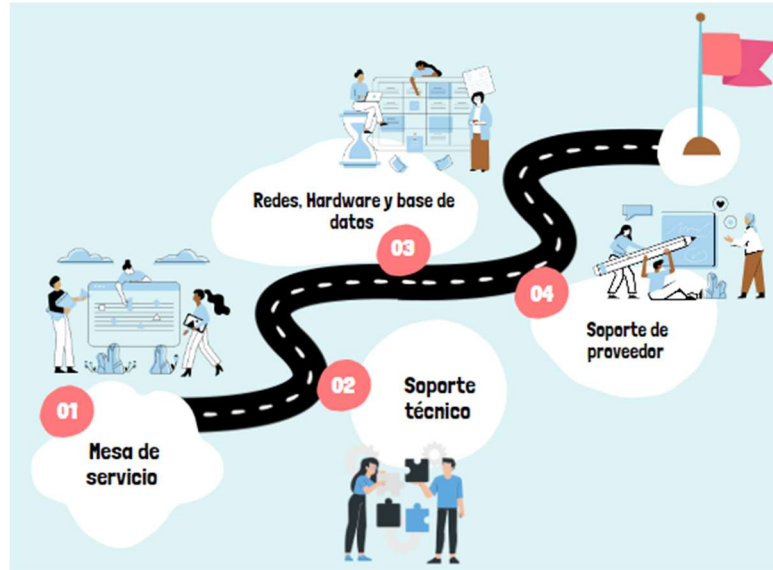 01
Mesa de
servicio
02
Soporte
técnico
Redes, Hardware y base de
datos
03
04
Soporte de
proveedor